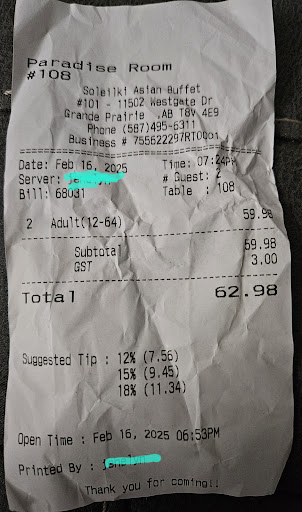 Paradise Room
#108
Soleilki Asian Buffet
#101 - 11502 Westgate Dr
Grande Prairie ,AB T8V 4E9
Phone (587)495-6311
Business # 755622297RT0001
Date: Feb 16, 2025 Time: 07:24PM
Server: # Guest: 2
Bill: 68031 Table : 108
2 Adult(12-64) 59.98
Subtotal 59.98
GST 3.00
Total 62.98
Suggested Tip : 12% (7.56)
15% (9.45)
18% (11.34)
Open Time : Feb 16, 2025 06:53PM
Printed By :
Thank you for coming!!